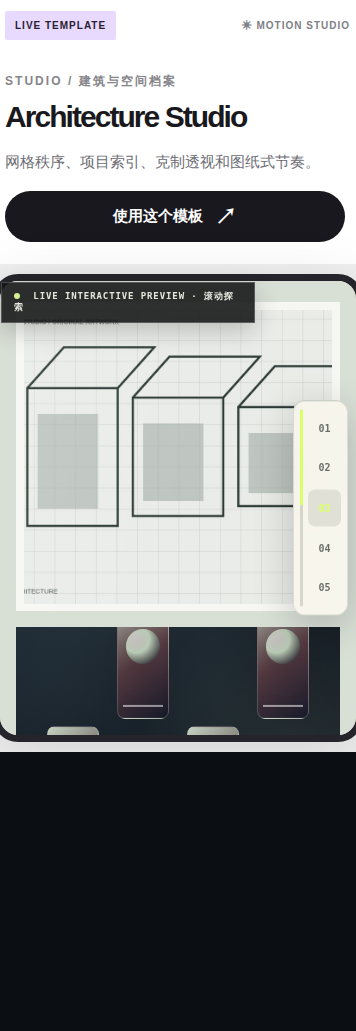 LIVE TEMPLATE
✷ MOTION STUDIO
STUDIO / 建筑与空间档案
Architecture Studio
网格秩序、项目索引、克制透视和图纸式节奏。
使用这个模板 ↗
LIVE INTERACTIVE PREVIEW · 滚动探
索
01
02
03
04
05
ITECTURE